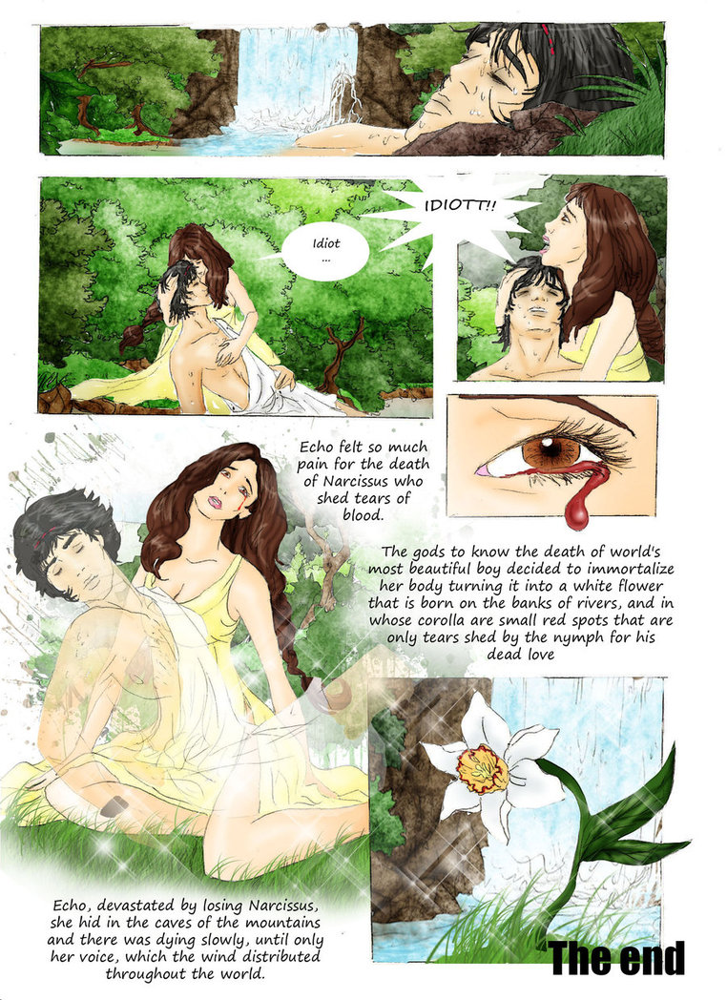 IDIOTT!!
Idiot
...
Echo felt so much
pain for the death
of Narcissus who
shed tears of
blood.
The gods to know the death of world's
most beautiful boy decided to immortalize
her body turning it into a white flower
that is born on the banks of rivers, and in
whose corolla are small red spots that are
only tears shed by the nymph for his
dead love
Echo, devastated by losing Narcissus,
she hid in the caves of the mountains
and there was dying slowly, until only
her voice, which the wind distributed
throughout the world.
The end